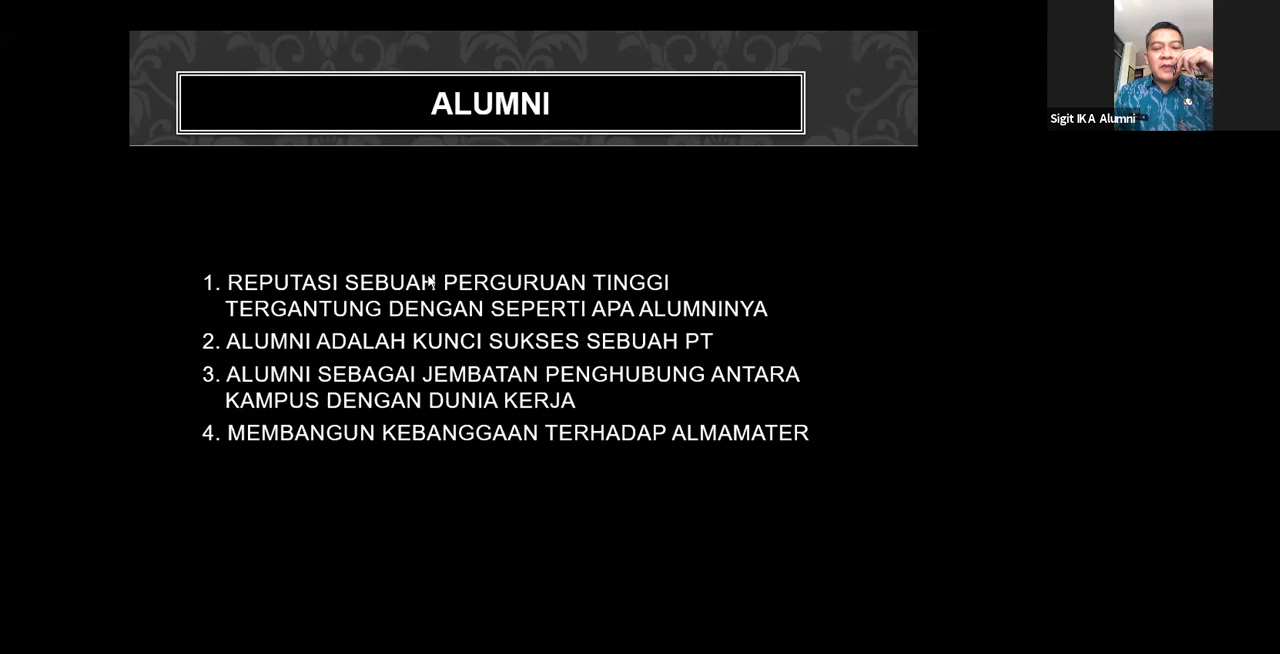 ALUMNI
Sigit IKA Alumni
1. REPUTASI SEBUAH PERGURUAN TINGGI
TERGANTUNG DENGAN SEPERTI APA ALUMNINYA
2. ALUMNI ADALAH KUNCI SUKSES SEBUAH PT
3. ALUMNI SEBAGAI JEMBATAN PENGHUBUNG ANTARA
KAMPUS DENGAN DUNIA KERJA
4. MEMBANGUN KEBANGGAAN TERHADAP ALMAMATER